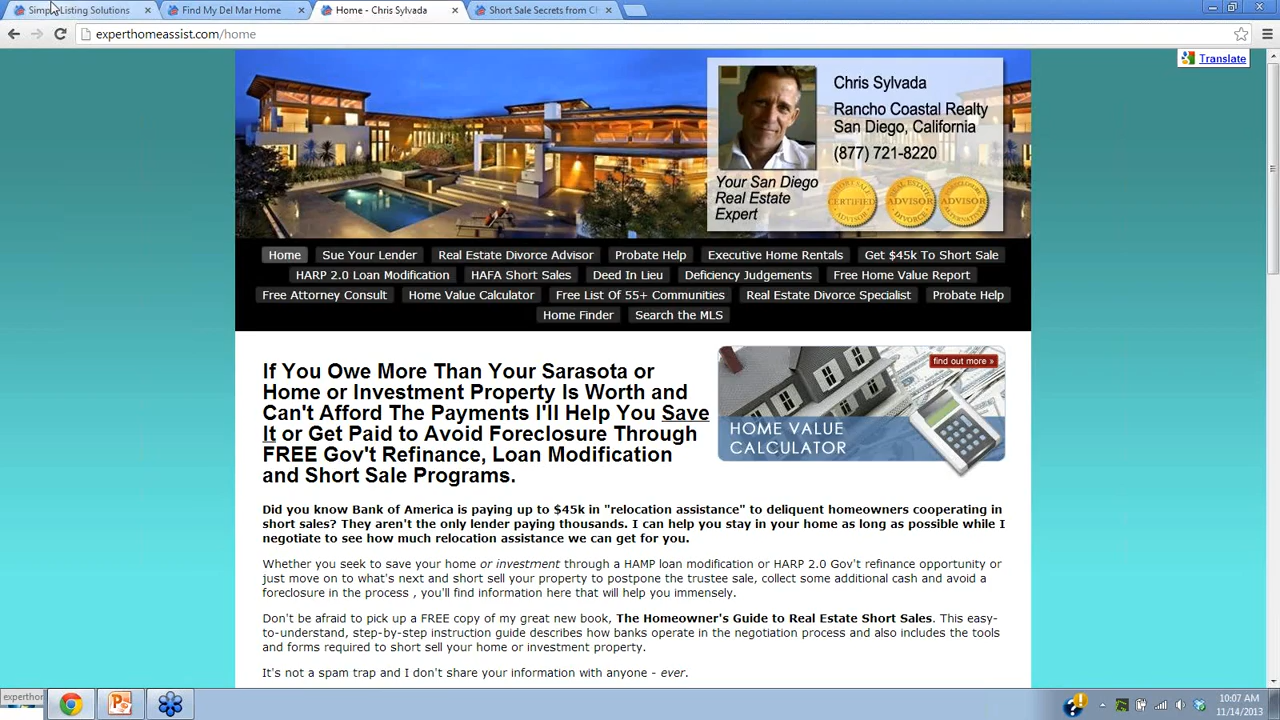 Simple Listing Solutions
Find My Del Mar Home
Home - Chris Sylvada
Short Sale Secrets from Ch
experthomeassist.com/home
Translate
Chris Sylvada
Rancho Coastal Realty
San Diego, California
(877) 721-8220
Your San Diego
Real Estate
Expert
CERTIFIED
ADVISOR
ADVISOR
Home
Sue Your Lender
Real Estate Divorce Advisor
Probate Help
Executive Home Rentals
Get $45k To Short Sale
HARP 2.0 Loan Modification
HAFA Short Sales
Deed In Lieu
Deficiency Judgements
Free Home Value Report
Free Attorney Consult
Home Value Calculator
Free List Of 55+ Communities
Real Estate Divorce Specialist
Probate Help
Home Finder
Search the MLS
If You Owe More Than Your Sarasota or
Home or Investment Property Is Worth and
Can't Afford The Payments I'll Help You Save
It or Get Paid to Avoid Foreclosure Through
FREE Gov't Refinance, Loan Modification
and Short Sale Programs.
find out more »
HOME VALUE
CALCULATOR
Did you know Bank of America is paying up to $45k in "relocation assistance" to deliquent homeowners cooperating in
short sales? They aren't the only lender paying thousands. I can help you stay in your home as long as possible while I
negotiate to see how much relocation assistance we can get for you.
Whether you seek to save your home or investment through a HAMP loan modification or HARP 2.0 Gov't refinance opportunity or
just move on to what's next and short sell your property to postpone the trustee sale, collect some additional cash and avoid a
foreclosure in the process , you'll find information here that will help you immensely.
Don't be afraid to pick up a FREE copy of my great new book, The Homeowner's Guide to Real Estate Short Sales. This easy-
to-understand, step-by-step instruction guide describes how banks operate in the negotiation process and also includes the tools
and forms required to short sell your home or investment property.
It's not a spam trap and I don't share your information with anyone - ever.
experthon
10:07 AM
11/14/2013